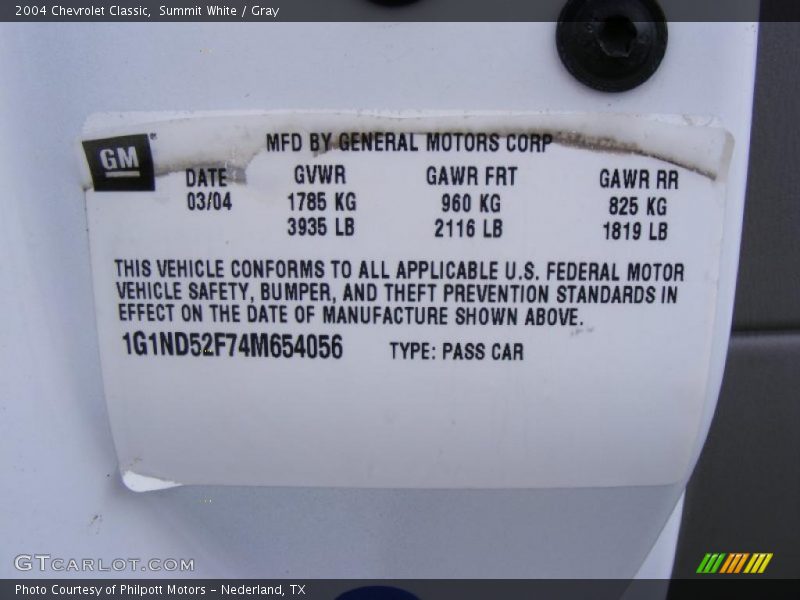 2004 Chevrolet Classic, Summit White / Gray
MFD BY GENERAL MOTORS CORP
GM
DATE GVWR GAWR FRT GAWR RR
03/04 1785 KG 960 KG 825 KG
3935 LB 2116 LB 1819 LB
THIS VEHICLE CONFORMS TO ALL APPLICABLE U.S. FEDERAL MOTOR
VEHICLE SAFETY, BUMPER, AND THEFT PREVENTION STANDARDS IN
EFFECT ON THE DATE OF MANUFACTURE SHOWN ABOVE.
1G1ND52F74M654056 TYPE: PASS CAR
GTCARLOT.COM
Photo Courtesy of Philpott Motors - Nederland, TX